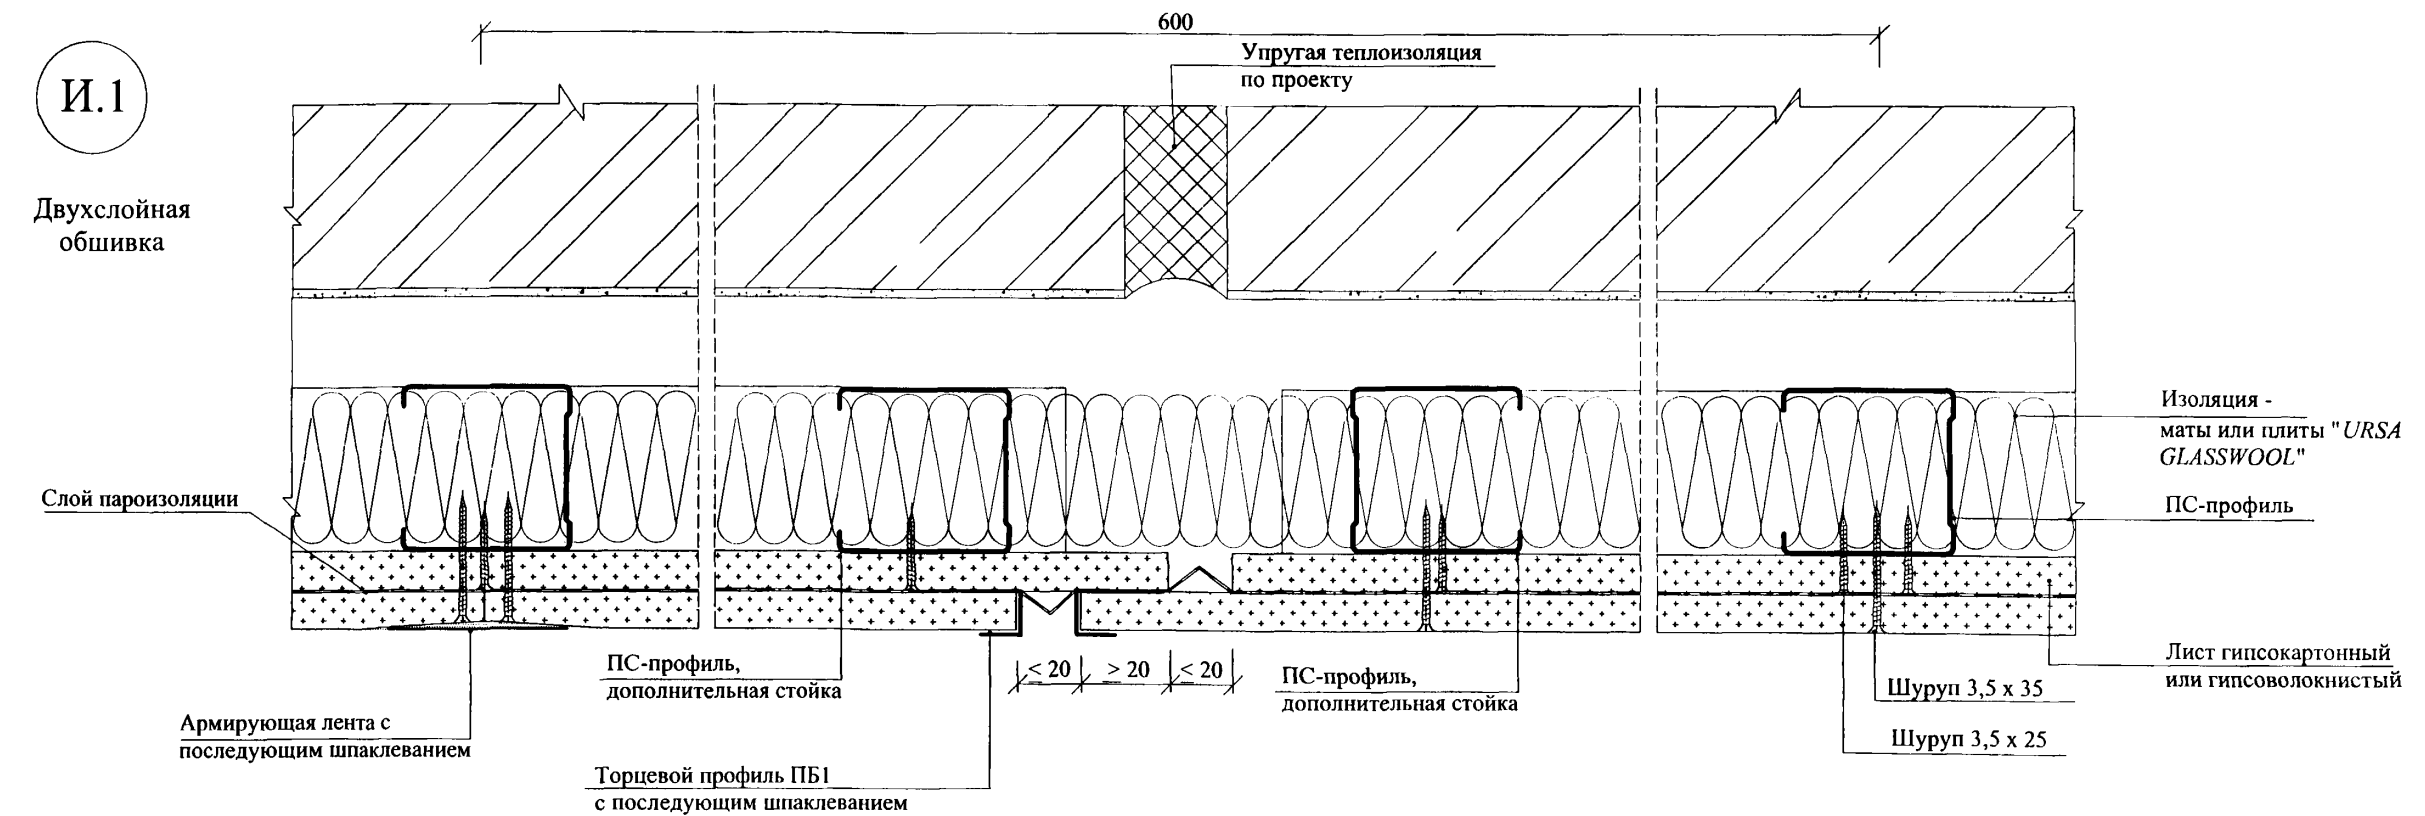 600
Упругая теплоизоляция
по проекту
И.1
Двухслойная
обшивка
Изоляция -
маты или плиты "URSA
GLASSWOOL"
Слой пароизоляции
ПС-профиль
ПС-профиль,
дополнительная стойка
≤ 20
≥ 20
≤ 20
ПС-профиль,
дополнительная стойка
Лист гипсокартонный
или гипсоволокнистый
Шуруп 3,5 х 35
Шуруп 3,5 х 25
Армирующая лента с
последующим шпаклеванием
Торцевой профиль ПБ1
с последующим шпаклеванием